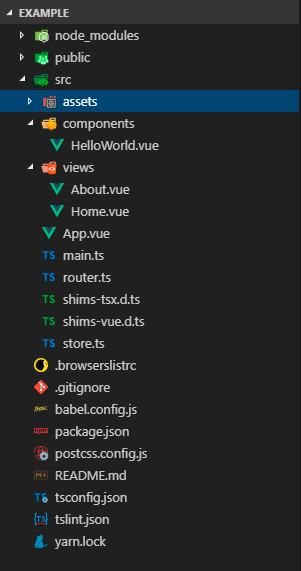 EXAMPLE
node_modules
public
src
assets
components
HelloWorld.vue
views
About.vue
Home.vue
App.vue
TS main.ts
TS router.ts
TS shims-tsx.d.ts
TS shims-vue.d.ts
TS store.ts
.browserslistrc
.gitignore
babel.config.js
package.json
postcss.config.js
README.md
tsconfig.json
TS tslint.json
yarn.lock